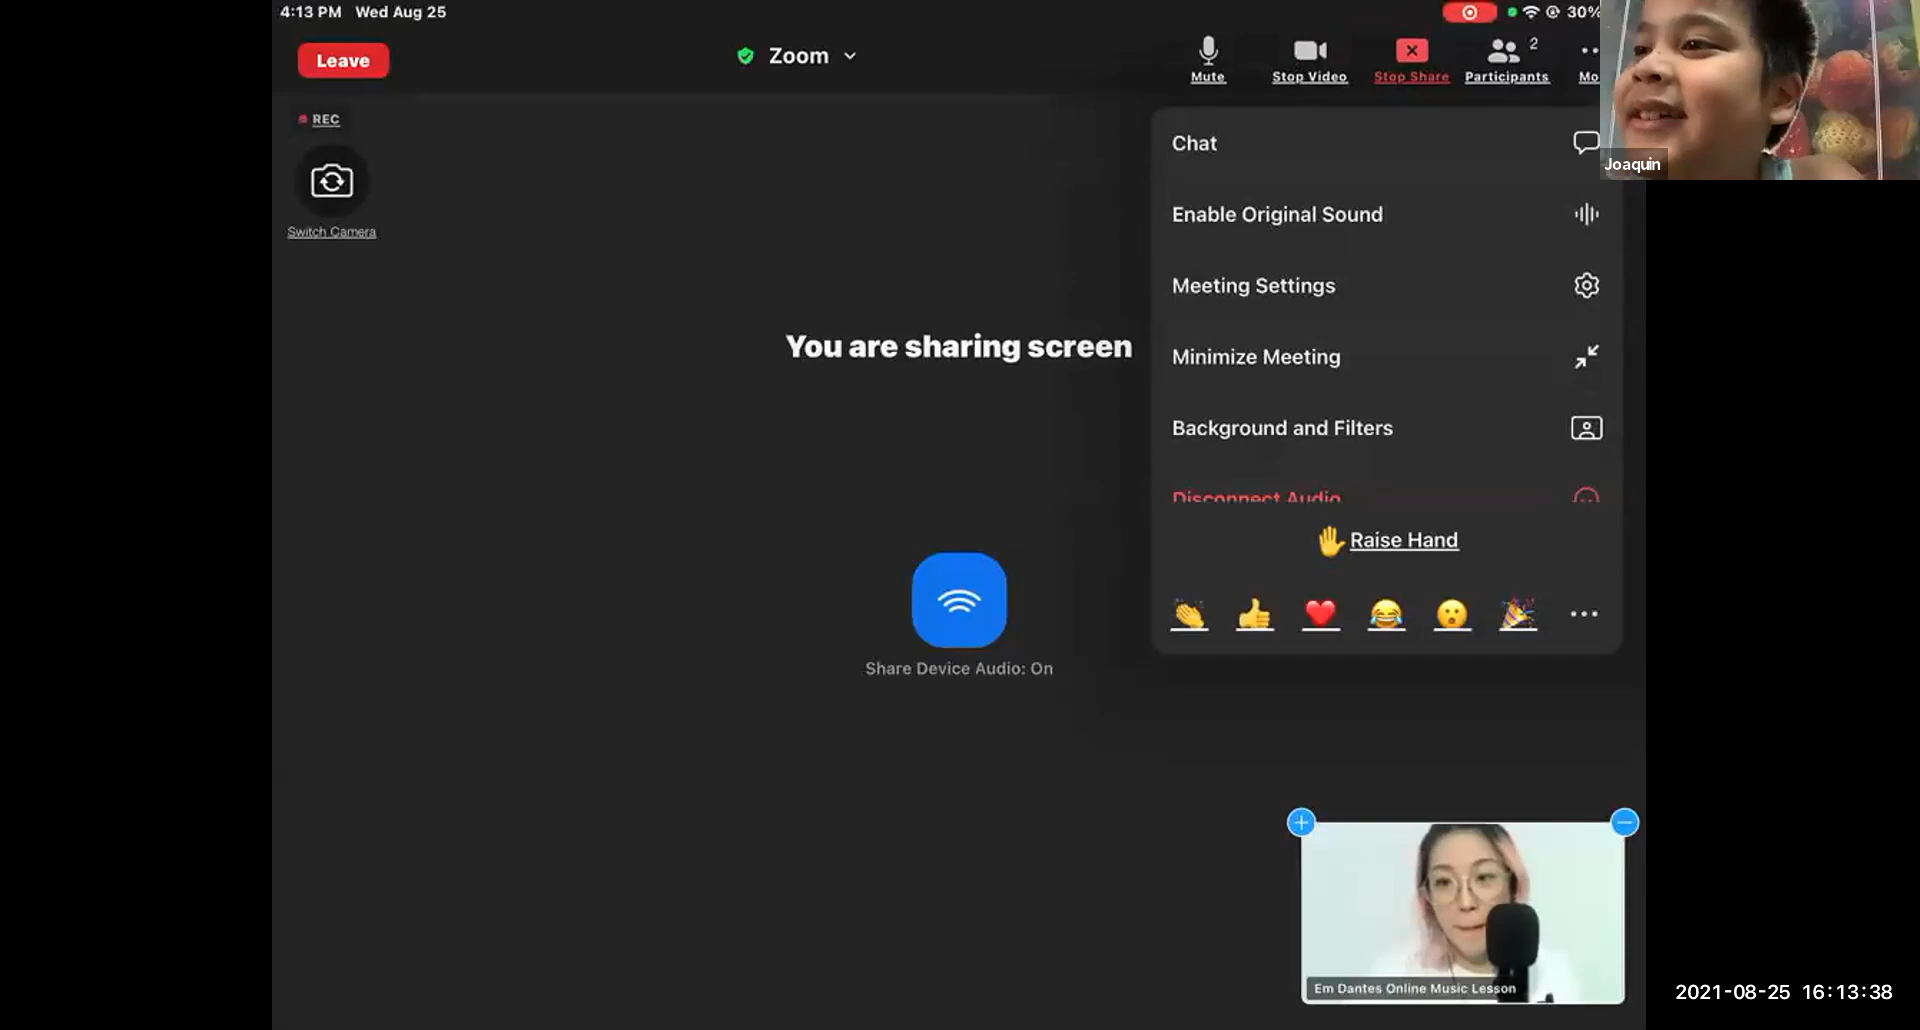 4:13 PM Wed Aug 25
30%
Leave
Zoom
Mute
Stop Video
Stop Share
Participants
2
Mo
REC
Switch Camera
Chat
Enable Original Sound
Meeting Settings
Minimize Meeting
Background and Filters
Disconnect Audio
Raise Hand
You are sharing screen
Share Device Audio: On
Joaquin
Em Dantes Online Music Lesson
2021-08-25 16:13:38